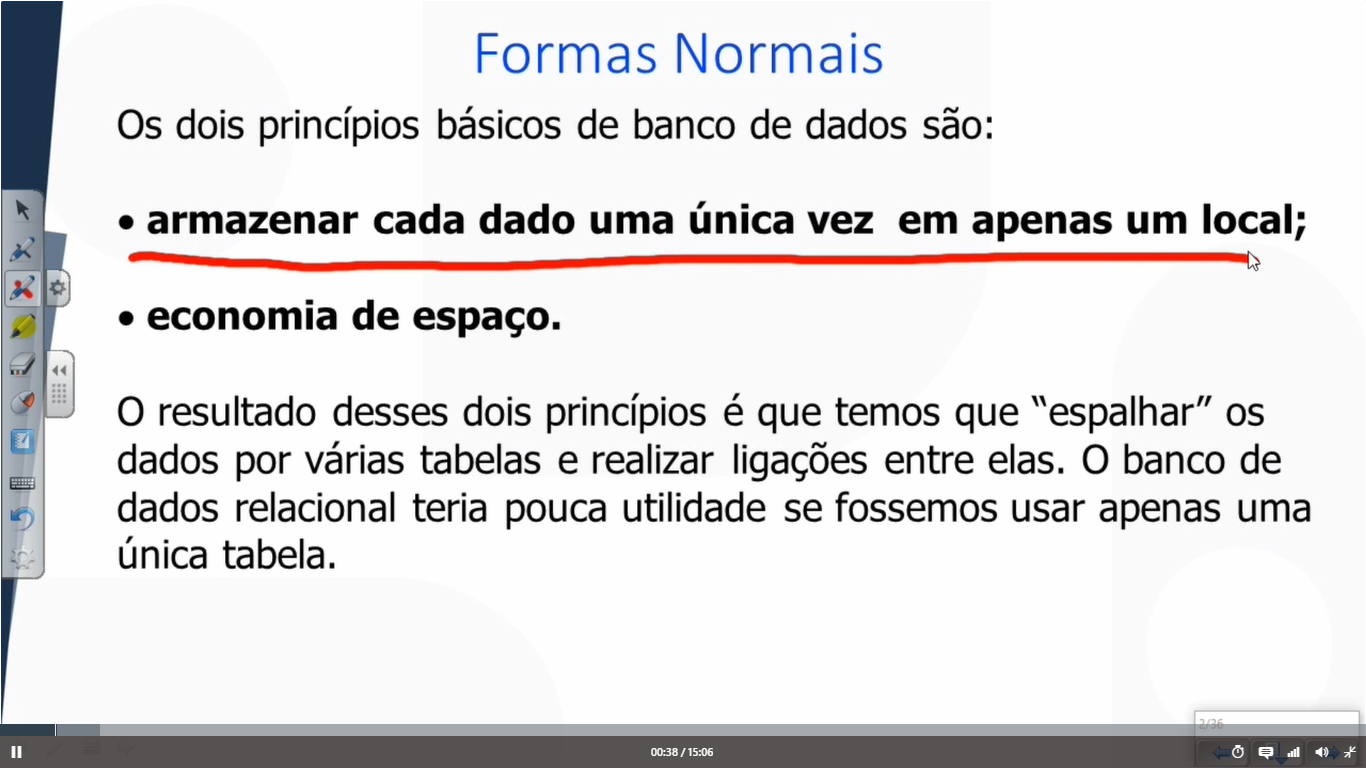 Formas Normais
Os dois princípios básicos de banco de dados são:
• armazenar cada dado uma única vez em apenas um local;
• economia de espaço.
O resultado desses dois princípios é que temos que “espalhar” os
dados por várias tabelas e realizar ligações entre elas. O banco de
dados relacional teria pouca utilidade se fossemos usar apenas uma
única tabela.
2/36
00:38 / 15:06